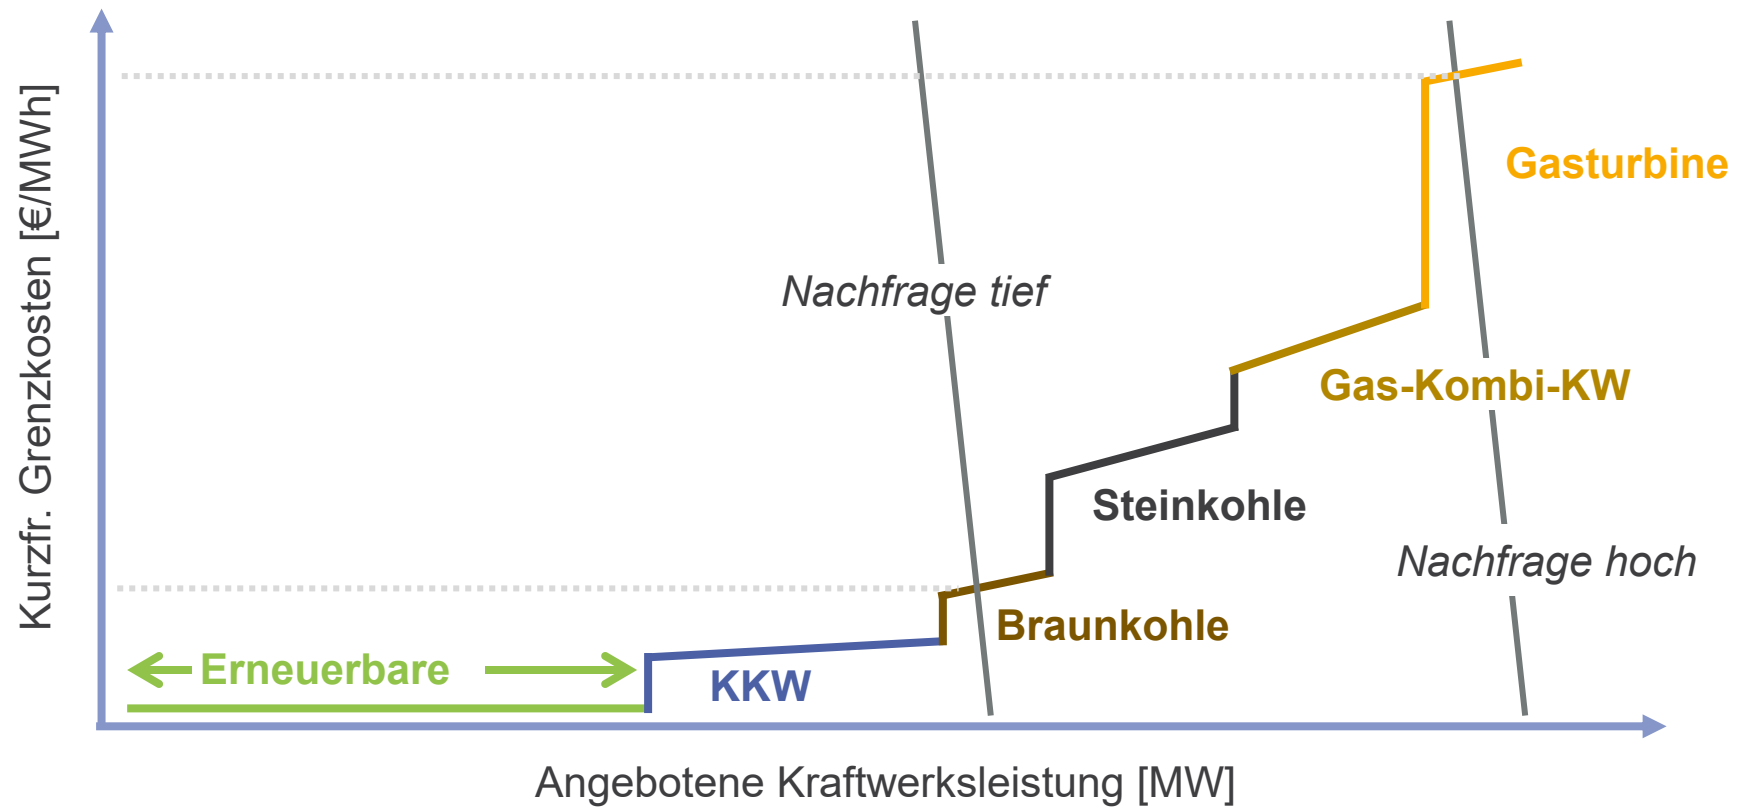 Kurzfr. Grenzkosten [€/MWh]
Gasturbine
Nachfrage tief
Gas-Kombi-KW
Steinkohle
Nachfrage hoch
Braunkohle
Erneuerbare
KKW
Angebotene Kraftwerksleistung [MW]